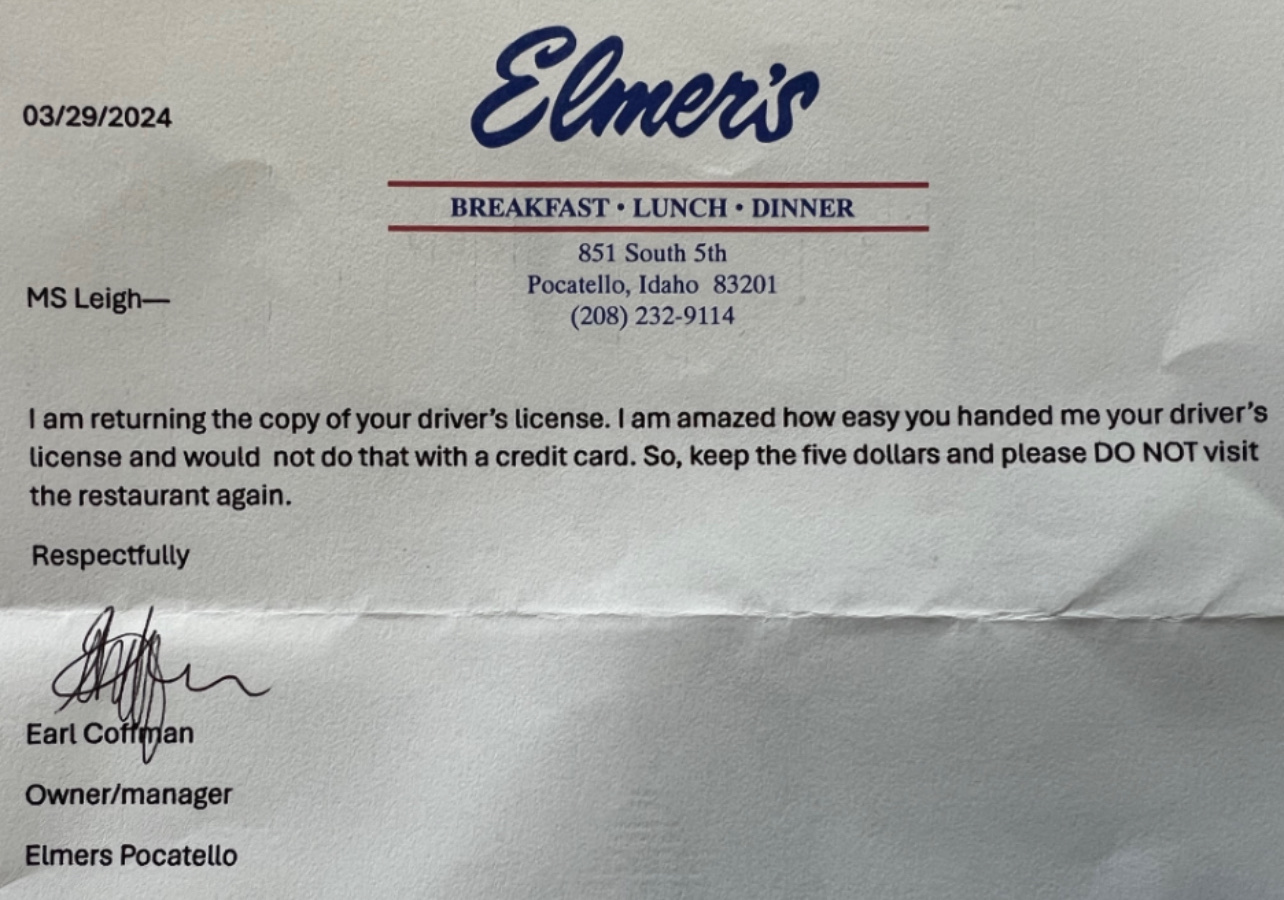 Elmer's
03/29/2024
BREAKFAST • LUNCH • DINNER
851 South 5th
Pocatello, Idaho 83201
MS Leigh—
(208) 232-9114
I am returning the copy of your driver's license. I am amazed how easy you handed me your driver's
license and would  not do that with a credit card. So, keep the five dollars and please DO NOT visit
the restaurant again.
Respectfully
Earl Coffman
Owner/manager
Elmers Pocatello